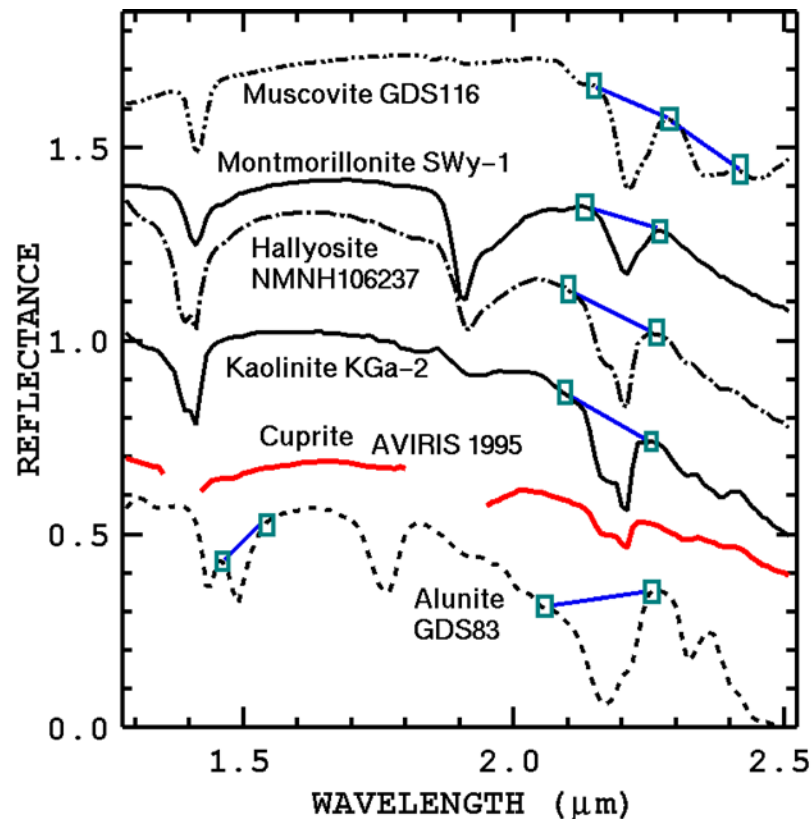 Muscovite GDS116
1.5
Montmorillonite SWy-1
Hallyosite
NMNH106237
REFLECTANCE
1.0
Kaolinite KGa-2
Cuprite AVIRIS 1995
0.5
Alunite
GDS83
0.0
1.5 2.0 2.5
WAVELENGTH (μm)